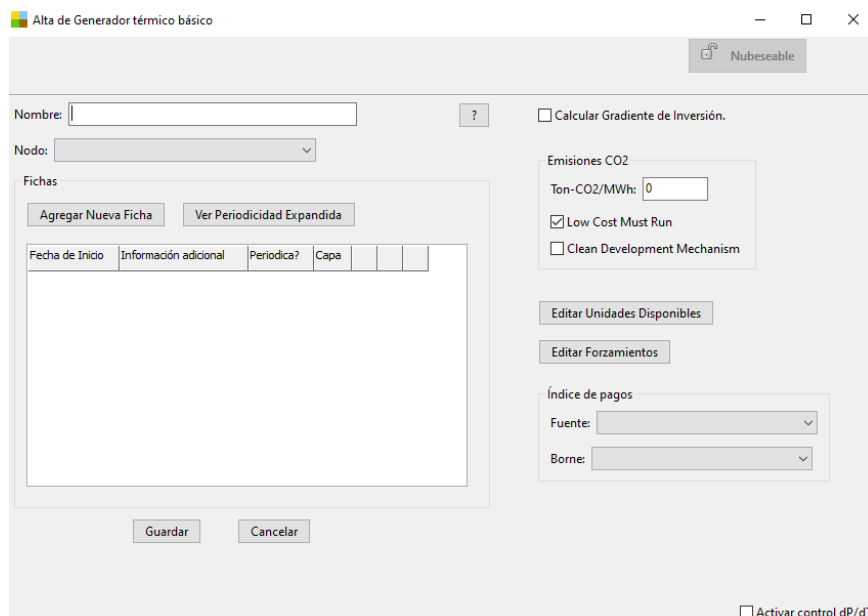 Alta de Generador térmico básico
Nubeseable
Nombre:
?
Calcular Gradiente de Inversión.
Nodo:
Emisiones CO2
Ton-CO2/MWh: 0
Low Cost Must Run
Clean Development Mechanism
Fichas
Agregar Nueva Ficha Ver Periodicidad Expandida
Fecha de Inicio Información adicional Periodica? Capa
Editar Unidades Disponibles
Editar Forzamientos
Índice de pagos
Fuente:
Borne:
Guardar Cancelar
Activar control dP/d